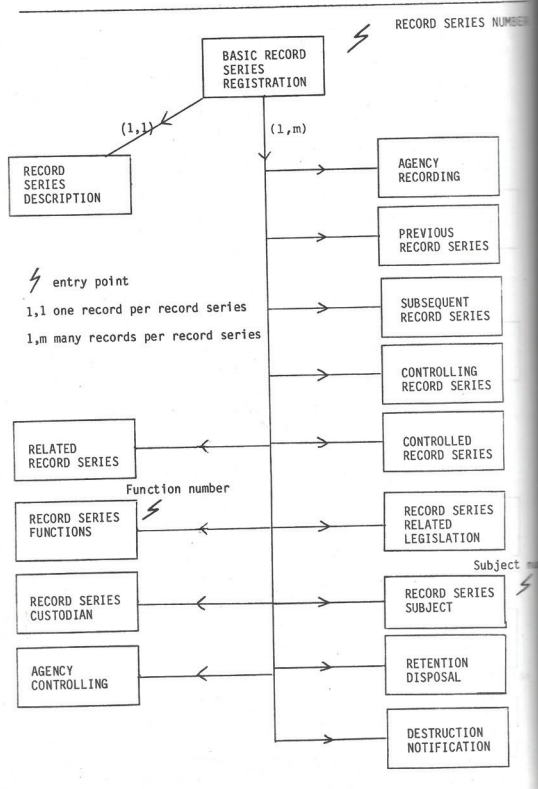 RECORD SERIES NUMBER
BASIC RECORD
SERIES
REGISTRATION
(1,1)
(1,m)
RECORD
SERIES
DESCRIPTION
AGENCY
RECORDING
PREVIOUS
RECORD SERIES
entry point
1,1 one record per record series
1,m many records per record series
SUBSEQUENT
RECORD SERIES
CONTROLLING
RECORD SERIES
RELATED
RECORD SERIES
CONTROLLED
RECORD SERIES
Function number
RECORD SERIES
FUNCTIONS
RECORD SERIES
RELATED
LEGISLATION
Subject
RECORD SERIES
CUSTODIAN
RECORD SERIES
SUBJECT
AGENCY
CONTROLLING
RETENTION
DISPOSAL
DESTRUCTION
NOTIFICATION